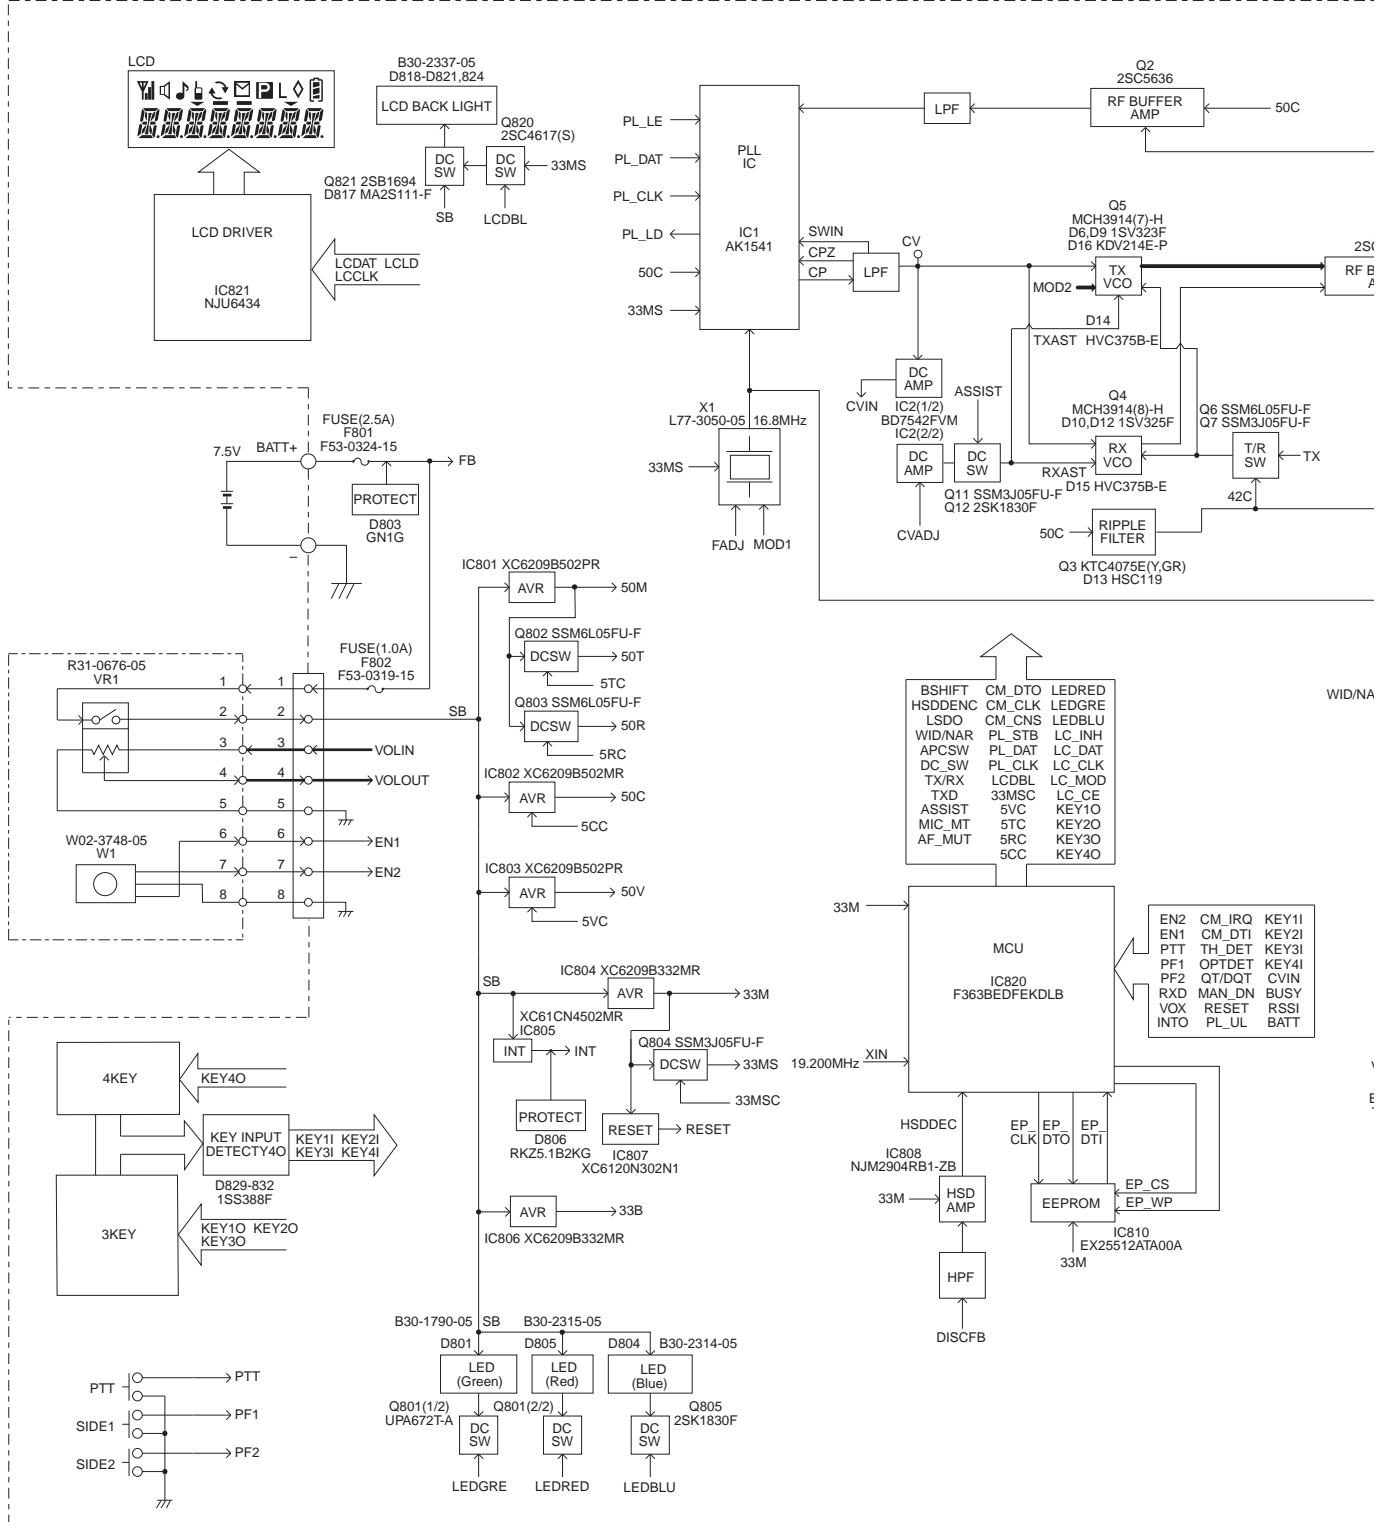 LCD
P L
LCD DRIVER
IC821
NJU6434
LCDAT LCLD
LCCLK
B30-2337-05
D818-D821,824
LCD BACK LIGHT
Q820
2SC4617(S)
DC
SW
DC
SW
33MS
Q821 2SB1694
D817 MA2S111-F
SB
LCDBL
PL_LE
PL_DAT
PL_CLK
PL_LD
50C
33MS
PLL
IC
IC1
AK1541
SWIN
CPZ
CP
LPF
CV
LPF
Q2
2SC5636
RF BUFFER
AMP
50C
Q5
MCH3914(7)-H
D6,D9 1SV323F
D16 KDV214E-P
TX
VCO
MOD2
D14
TXAST HVC375B-E
DC
AMP
CVIN
IC2(1/2)
BD7542FVM
IC2(2/2)
DC
AMP
CVADJ
ASSIST
DC
SW
Q11 SSM3J05FU-F
Q12 2SK1830F
Q4
MCH3914(8)-H
D10,D12 1SV325F
RX
VCO
RXAST
D15 HVC375B-E
Q6 SSM6L05FU-F
Q7 SSM3J05FU-F
T/R
SW
TX
42C
50C
RIPPLE
FILTER
Q3 KTC4075E(Y,GR)
D13 HSC119
X1
L77-3050-05 16.8MHz
33MS
FADJ MOD1
7.5V
BATT+
–
FUSE(2.5A)
F801
F53-0324-15
FB
PROTECT
D803
GN1G
FUSE(1.0A)
F802
F53-0319-15
R31-0676-05
VR1
1 1
2 2
3 3
4 4
5 5
6 6
7 7
8 8
SB
VOLIN
VOLOUT
EN1
EN2
W02-3748-05
W1
IC801 XC6209B502PR
AVR
50M
Q802 SSM6L05FU-F
DCSW
50T
5TC
Q803 SSM6L05FU-F
DCSW
50R
5RC
IC802 XC6209B502MR
AVR
50C
5CC
IC803 XC6209B502PR
AVR
50V
5VC
SB
IC804 XC6209B332MR
AVR
33M
XC61CN4502MR
IC805
INT
INT
PROTECT
D806
RKZ5.1B2KG
Q804 SSM3J05FU-F
DCSW
33MS
33MSC
RESET
RESET
IC807
XC6120N302N1
AVR
33B
IC806 XC6209B332MR
4KEY
KEY4O
KEY INPUT
DETECTY4O
KEY1I KEY2I
KEY3I KEY4I
D829-832
1SS388F
3KEY
KEY1O KEY2O
KEY3O
PTT
PTT
SIDE1
PF1
SIDE2
PF2
B30-1790-05 SB B30-2315-05
D801 D805 D804 B30-2314-05
LED
(Green)
LED
(Red)
LED
(Blue)
Q801(1/2)
UPA672T-A
Q801(2/2)
Q805
2SK1830F
DC
SW
DC
SW
DC
SW
LEDGRE LEDRED LEDBLU
BSHIFT CM_DTO LEDRED
HSDDENC CM_CLK LEDGRE
LSDO CM_CNS LEDBLU
WID/NAR PL_STB LC_INH
APCSW PL_DAT LC_DAT
DC_SW PL_CLK LC_CLK
TX/RX LCDBL LC_MOD
TXD 33MSC LC_CE
ASSIST 5VC KEY1O
MIC_MT 5TC KEY2O
AF_MUT 5RC KEY3O
5CC KEY4O
33M
MCU
IC820
F363BEDFEKDLB
19.200MHz
XIN
EN2 CM_IRQ KEY1I
EN1 CM_DTI KEY2I
PTT TH_DET KEY3I
PF1 OPTDET KEY4I
PF2 QT/DQT CVIN
RXD MAN_DN BUSY
VOX RESET RSSI
INTO PL_UL BATT
HSDDEC
EP_
CLK
EP_
DTO
EP_
DTI
IC808
NJM2904RB1-ZB
33M
HSD
AMP
HPF
DISCFB
EEPROM
EP_CS
EP_WP
IC810
EX25512ATA00A
33M
2SC
RF B
A
WID/NA